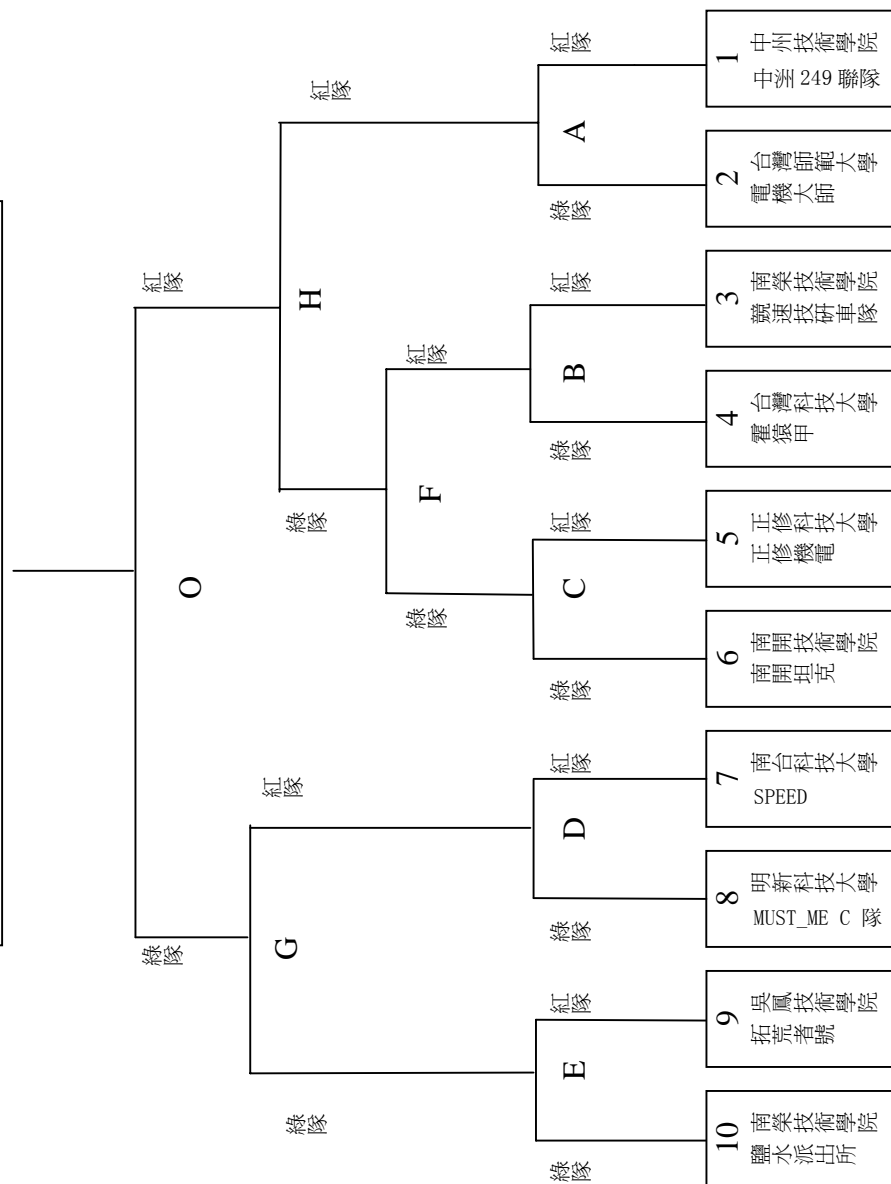 O
紅隊
綠隊
H
紅隊
綠隊
G
紅隊
綠隊
F
紅隊
綠隊
A
紅隊
綠隊
B
紅隊
綠隊
C
紅隊
綠隊
D
紅隊
綠隊
E
紅隊
綠隊
1
中州技術學院
中洲 249 聯隊
2
台灣師範大學
電機大師
3
南榮技術學院
競速技研車隊
4
台灣科技大學
霍猿甲
5
正修科技大學
正修機電
6
南開技術學院
南開坦克
7
南台科技大學
SPEED
8
明新科技大學
MUST_ME C 隊
9
吳鳳技術學院
拓荒者號
10
南榮技術學院
鹽水派出所